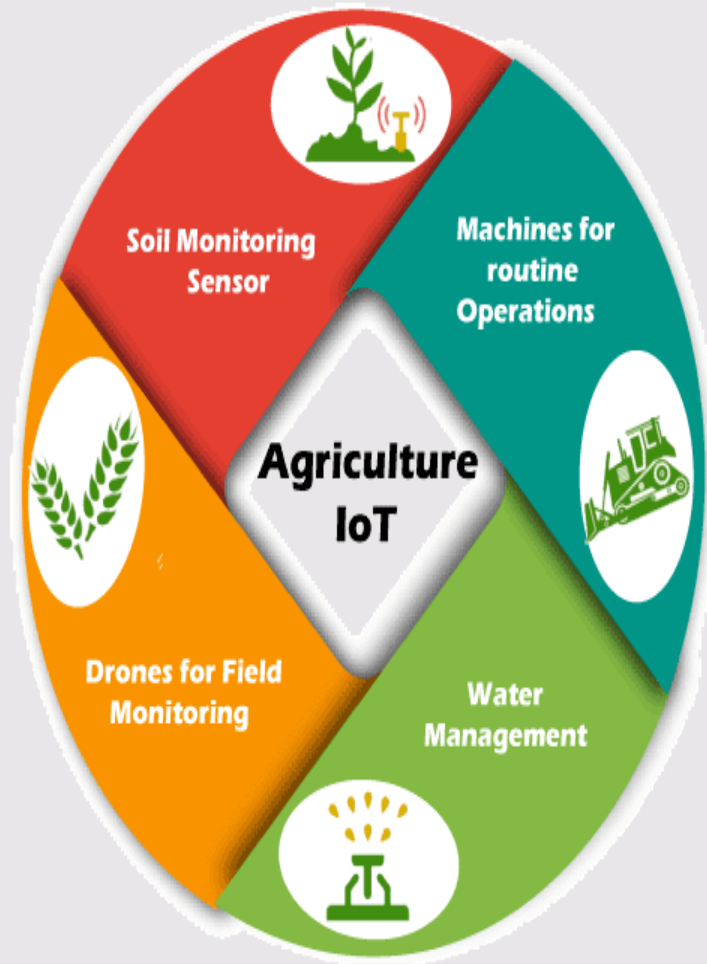 Soil Monitoring
Sensor
Machines for
routine
Operations
Agriculture
IoT
Drones for Field
Monitoring
Water
Management